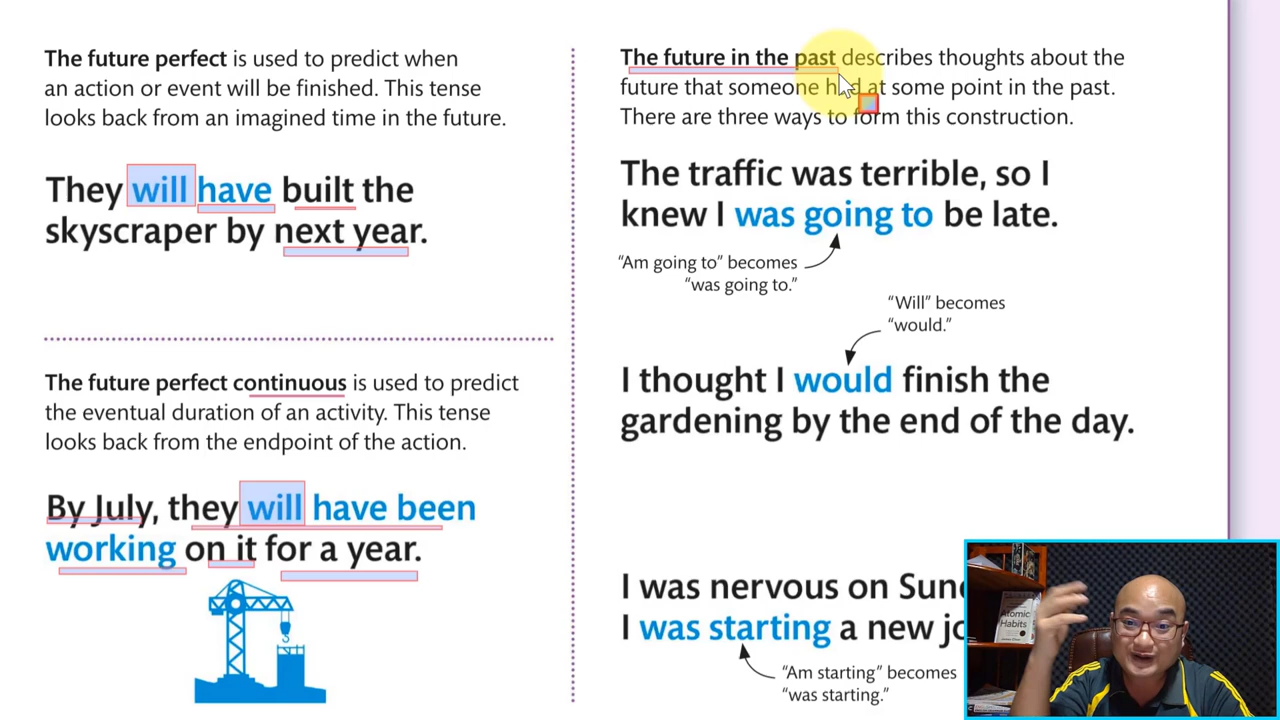 The future perfect is used to predict when
an action or event will be finished. This tense
looks back from an imagined time in the future.
They will have built the
skyscraper by next year.
The future perfect continuous is used to predict
the eventual duration of an activity. This tense
looks back from the endpoint of the action.
By July, they will have been
working on it for a year.
The future in the past describes thoughts about the
future that someone had at some point in the past.
There are three ways to form this construction.
The traffic was terrible, so I
knew I was going to be late.
“Am going to” becomes
“was going to.”
“Will” becomes
“would.”
I thought I would finish the
gardening by the end of the day.
I was nervous on Sun
I was starting a new jo
“Am starting” becomes
“was starting.”
Atomic
Habits